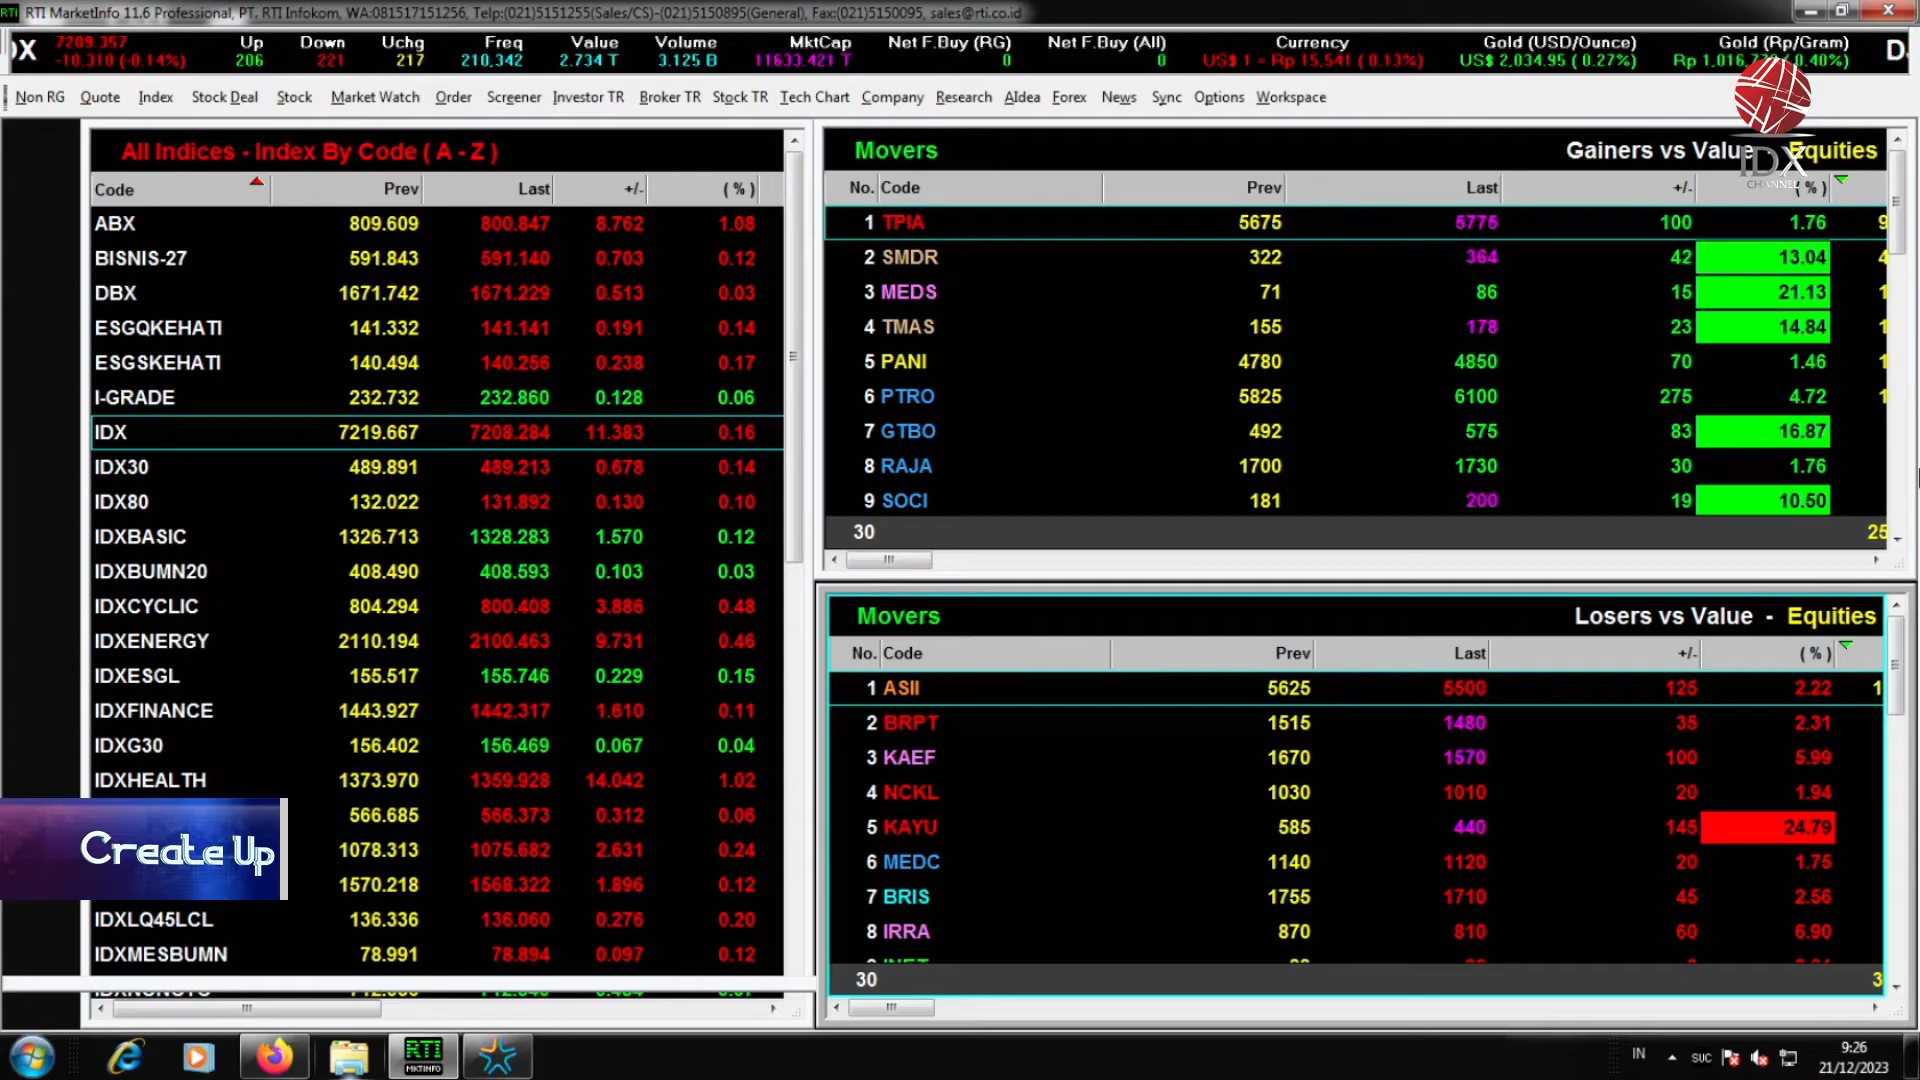 RTI MarketInfo 11.6 Professional, PT. RTI Infokom, WA:081517151256, Telp:(021)5151255(Sales/CS)-(021)5150895(General), Fax:(021)5150095, sales@rti.co.id
7209.357 Up Down Uchg Freq Value Volume MktCap Net F.Buy (RG) Net F.Buy (All) Currency Gold (USD/Ounce) Gold (Rp/Gram)
-10.310 (-0.14%) 206 221 217 210,342 2.734 T 3.125 B 11633.421 T 0 0 US$ 1 = Rp 15,541 ( 0.13%) US$ 2,034.95 ( 0.27%)
Non RG Quote Index Stock Deal Stock Market Watch Order Screener Investor TR Broker TR Stock TR Tech Chart Company Research AIdea Forex News Sync Options Workspace
All Indices - Index By Code ( A - Z )
Code Prev Last +/- ( % )
ABX 809.609 800.847 8.762 1.08
BISNIS-27 591.843 591.140 0.703 0.12
DBX 1671.742 1671.229 0.513 0.03
ESGQKEHATI 141.332 141.141 0.191 0.14
ESGSKEHATI 140.494 140.256 0.238 0.17
I-GRADE 232.732 232.860 0.128 0.06
IDX 7219.667 7208.284 11.383 0.16
IDX30 489.891 489.213 0.678 0.14
IDX80 132.022 131.892 0.130 0.10
IDXBASIC 1326.713 1328.283 1.570 0.12
IDXBUMN20 408.490 408.593 0.103 0.03
IDXCYCLIC 804.294 800.408 3.886 0.48
IDXENERGY 2110.194 2100.463 9.731 0.46
IDXESGL 155.517 155.746 0.229 0.15
IDXFINANCE 1443.927 1442.317 1.610 0.11
IDXG30 156.402 156.469 0.067 0.04
IDXHEALTH 1373.970 1359.928 14.042 1.02
566.685 566.373 0.312 0.06
1078.313 1075.682 2.631 0.24
1570.218 1568.322 1.896 0.12
IDXLQ45LCL 136.336 136.060 0.276 0.20
IDXMESBUMN 78.991 78.894 0.097 0.12
Create Up
Movers Gainers vs Value - Equities
No. Code Prev Last +/- ( % )
1 TPIA 5675 5775 100 1.76
2 SMDR 322 364 42 13.04
3 MEDS 71 86 15 21.13
4 TMAS 155 178 23 14.84
5 PANI 4780 4850 70 1.46
6 PTRO 5825 6100 275 4.72
7 GTBO 492 575 83 16.87
8 RAJA 1700 1730 30 1.76
9 SOCI 181 200 19 10.50
30 25
IDX
CHANNEL
Movers Losers vs Value - Equities
No. Code Prev Last +/- ( % )
1 ASII 5625 5500 125 2.22
2 BRPT 1515 1480 35 2.31
3 KAEF 1670 1570 100 5.99
4 NCKL 1030 1010 20 1.94
5 KAYU 585 440 145 24.79
6 MEDC 1140 1120 20 1.75
7 BRIS 1755 1710 45 2.56
8 IRRA 870 810 60 6.90
30 3
RTI
MKTINFO
IN SUC 9:26
21/12/2023